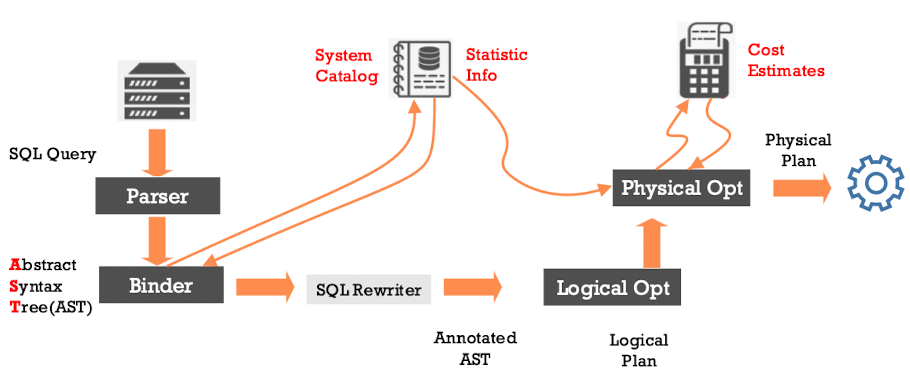 System
Catalog
Statistic
Info
Cost
Estimates
SQL Query
Physical
Plan
Parser
Physical Opt
Abstract
Syntax
Tree(AST)
Binder
SQL Rewriter
Logical Opt
Annotated
AST
Logical
Plan